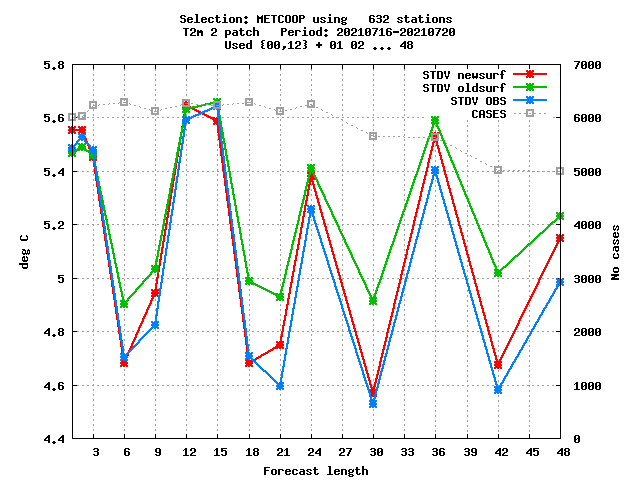 Selection: METCOOP using   632 stations
T2m 2 patch   Period: 20210716-20210720
Used {00,12} + 01 02 ... 48
5.8
5.6
5.4
5.2
5
4.8
4.6
4.4
deg C
STDV newsurf
STDV oldsurf
STDV OBS
CASES
7000
6000
5000
4000
3000
2000
1000
0
No cases
3 6 9 12 15 18 21 24 27 30 33 36 39 42 45 48
Forecast length